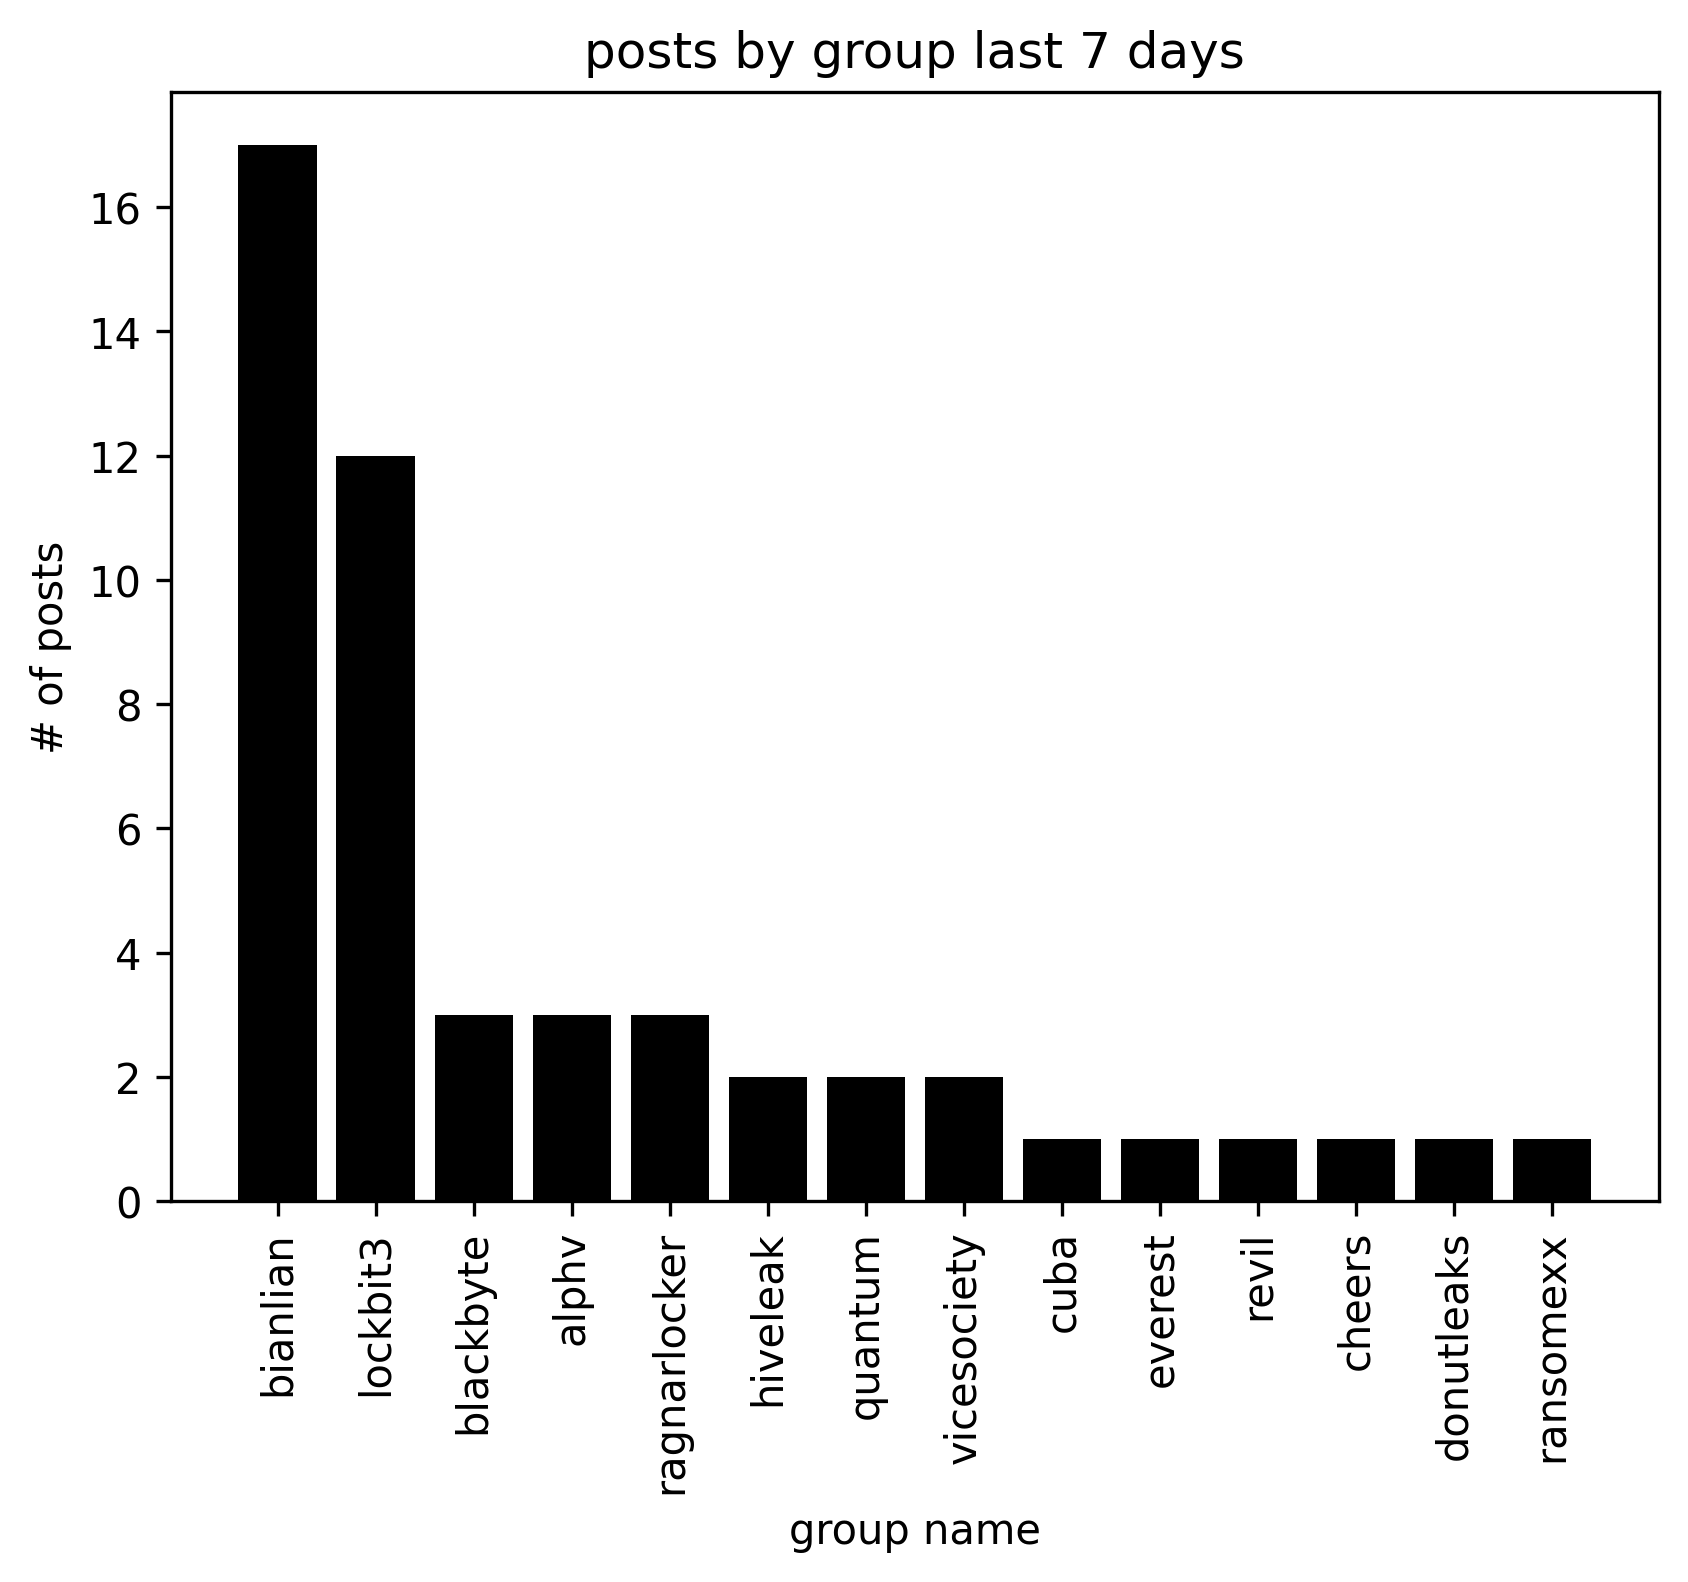 posts by group last 7 days
16
14
12
10
8
6
4
2
0
# of posts
bianlian
lockbit3
blackbyte
alphv
ragnarlocker
hiveleak
quantum
vicesociety
cuba
everest
revil
cheers
donutleaks
ransomexx
group name